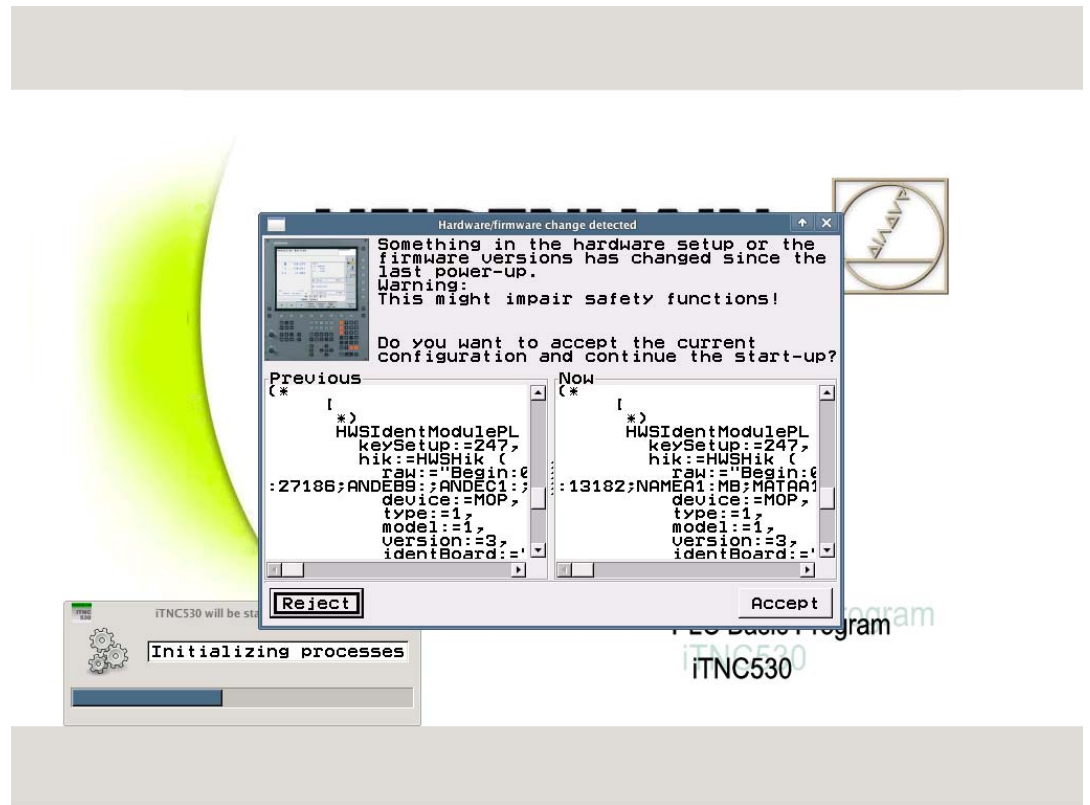 Hardware/firmware change detected
Something in the hardware setup or the
firmware versions has changed since the
last power-up.
Warning:
This might impair safety functions!
Do you want to accept the current
configuration and continue the start-up?
Previous
(*
[
*)
HWSIdentModulePL
keySetup:=247,
hik:=HWSHik (
raw:="Begin:0
:27186;ANDEB9:;ANDEC1:;
device:=MOP,
type:=1,
model:=1,
version:=3,
identBoard:='
Now
(*
[
*)
HWSIdentModulePL
keySetup:=247,
hik:=HWSHik (
raw:="Begin:0
:13182;NAMEA1:MB;MATAA1
device:=MOP,
type:=1,
model:=1,
version:=3,
identBoard:='
Reject
Accept
iTNC530 will be sta
Initializing processes
PLC Basic Program
iTNC530